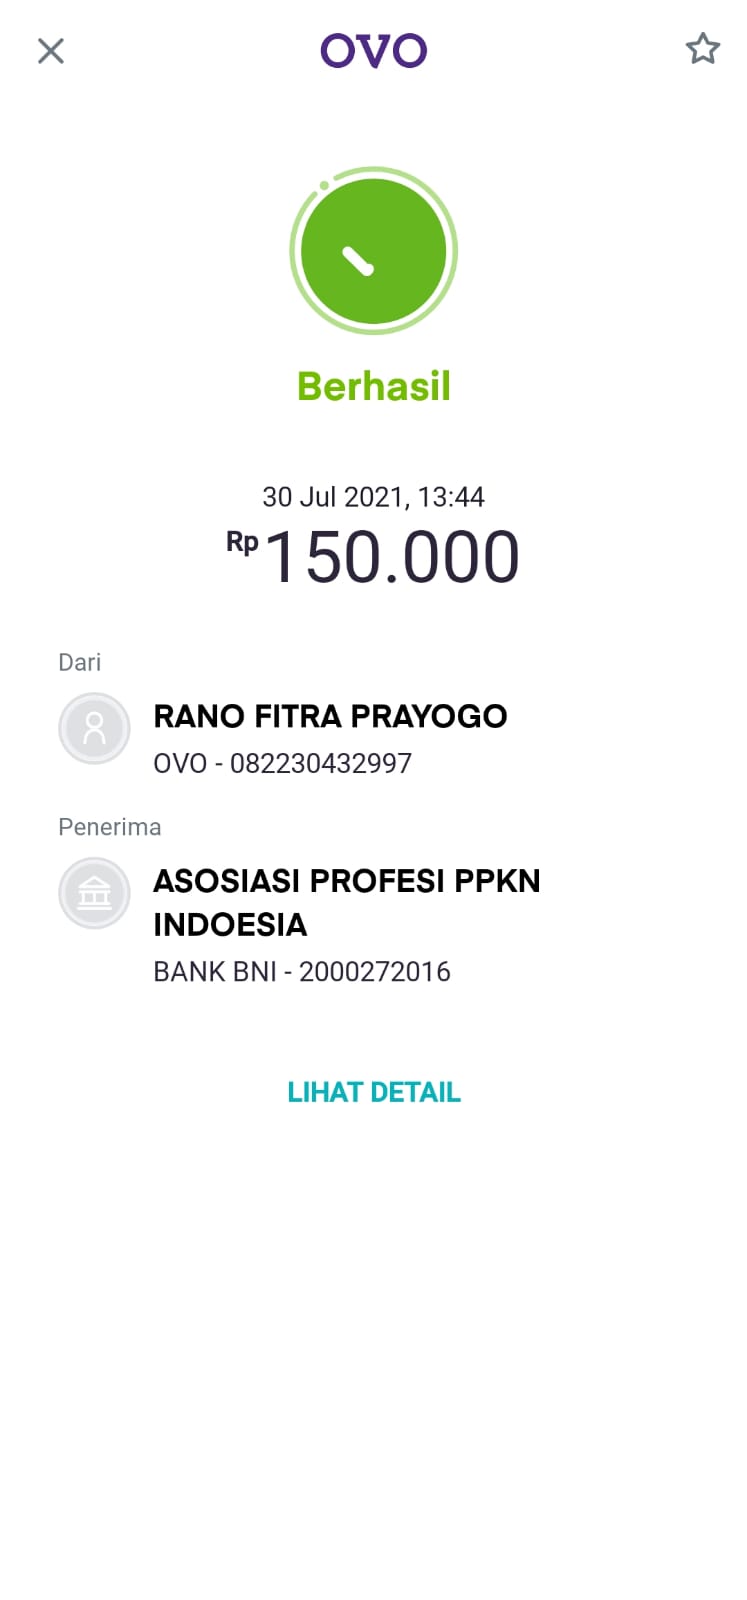 OVO
Berhasil
30 Jul 2021, 13:44
Rp 150.000
Dari
RANO FITRA PRAYOGO
OVO - 082230432997
Penerima
ASOSIASI PROFESI PPKN
INDOESIA
BANK BNI - 2000272016
LIHAT DETAIL